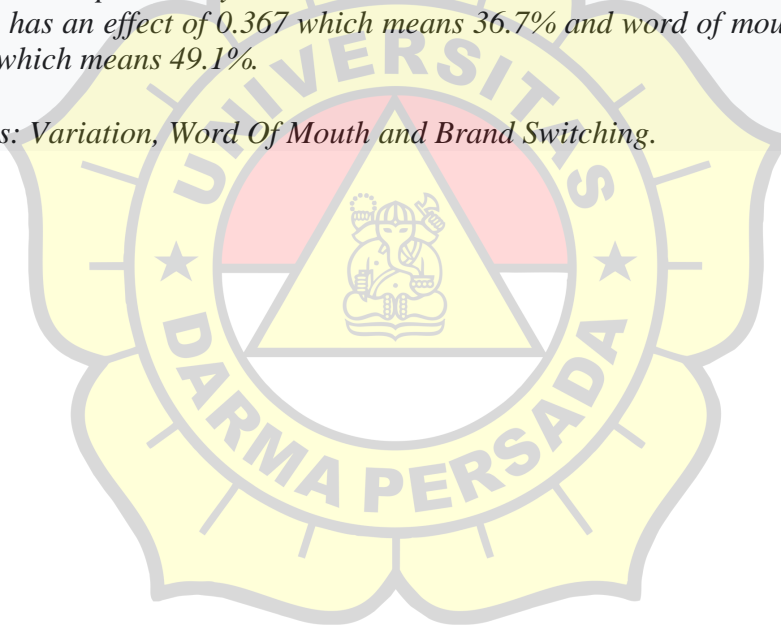 has an effect of 0.367 which means 36.7% and word of mou
which means 49.1%.
s: Variation, Word Of Mouth and Brand Switching.
UNIVERSITAS
DARMA PERSADA